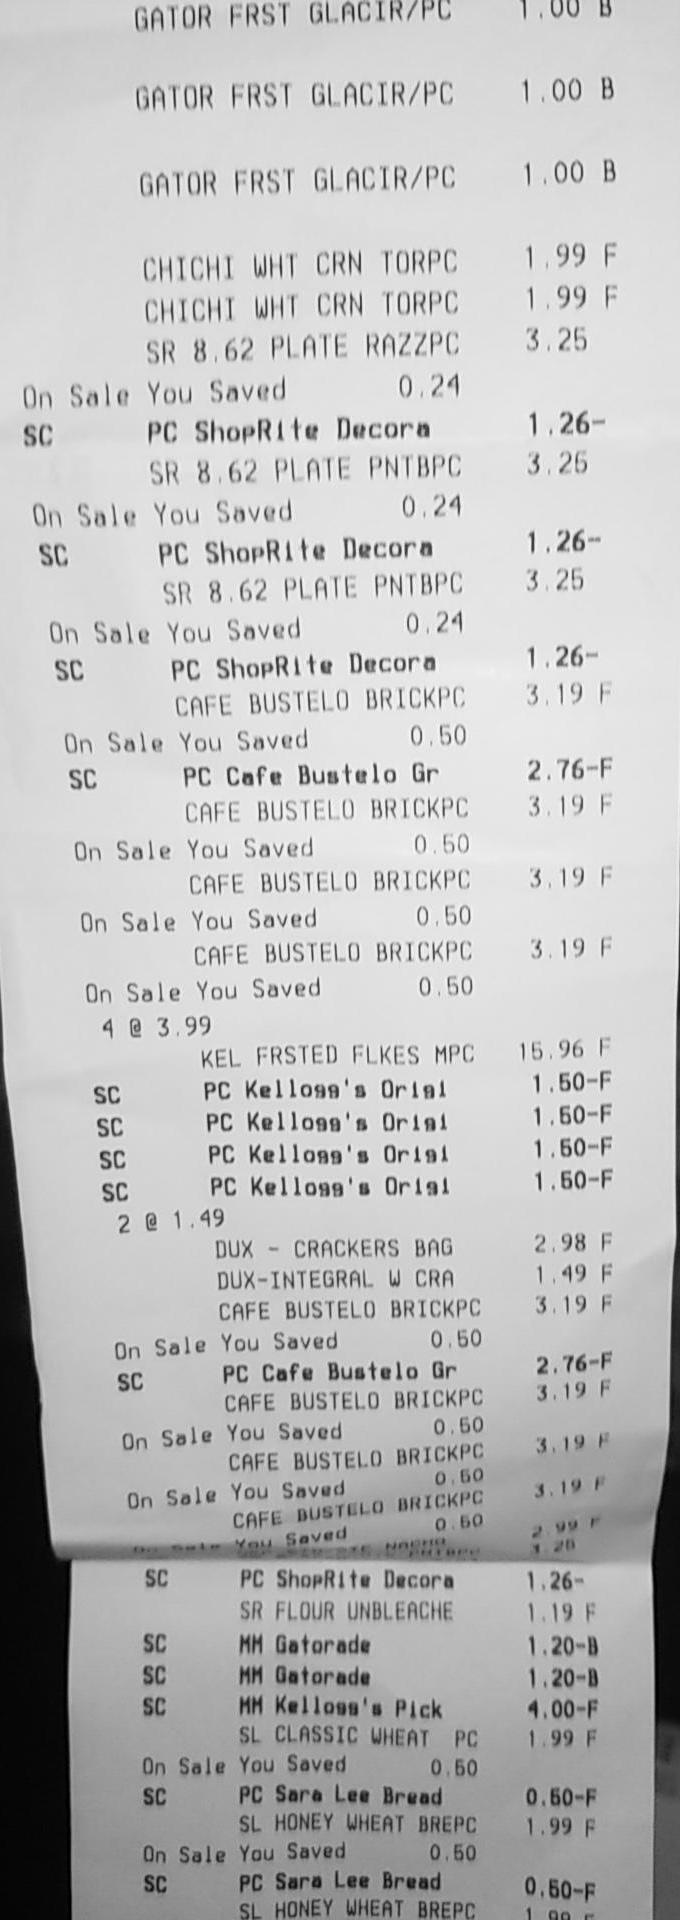 GATOR FRST GLACIR/PC 1.00 B
GATOR FRST GLACIR/PC 1.00 B
GATOR FRST GLACIR/PC 1.00 B
CHICHI WHT CRN TORPC 1.99 F
CHICHI WHT CRN TORPC 1.99 F
SR 8.62 PLATE RAZZPC 3.25
On Sale You Saved 0.24
SC PC ShopRite Decora 1.26-
SR 8.62 PLATE PNTBPC 3.25
On Sale You Saved 0.24
SC PC ShopRite Decora 1.26-
SR 8.62 PLATE PNTBPC 3.25
On Sale You Saved 0.24
SC PC ShopRite Decora 1.26-
CAFE BUSTELO BRICKPC 3.19 F
On Sale You Saved 0.50
SC PC Cafe Bustelo Gr 2.76-F
CAFE BUSTELO BRICKPC 3.19 F
On Sale You Saved 0.50
CAFE BUSTELO BRICKPC 3.19 F
On Sale You Saved 0.50
CAFE BUSTELO BRICKPC 3.19 F
On Sale You Saved 0.50
4 @ 3.99
KEL FRSTED FLKES MPC 15.96 F
SC PC Kellogg's Origi 1.50-F
SC PC Kellogg's Origi 1.50-F
SC PC Kellogg's Origi 1.50-F
SC PC Kellogg's Origi 1.50-F
2 @ 1.49
DUX - CRACKERS BAG 2.98 F
DUX-INTEGRAL W CRA 1.49 F
CAFE BUSTELO BRICKPC 3.19 F
On Sale You Saved 0.50
SC PC Cafe Bustelo Gr 2.76-F
CAFE BUSTELO BRICKPC 3.19 F
On Sale You Saved 0.50
CAFE BUSTELO BRICKPC 3.19 F
On Sale You Saved 0.50
CAFE BUSTELO BRICKPC 3.19 F
On Sale You Saved 0.50
2.99 F
3.25
SC PC ShopRite Decora 1.26-
SR FLOUR UNBLEACHE 1.19 F
SC MM Gatorade 1.20-B
SC MM Gatorade 1.20-B
SC MM Kellogg's Pick 4.00-F
SL CLASSIC WHEAT PC 1.99 F
On Sale You Saved 0.50
SC PC Sara Lee Bread 0.50-F
SL HONEY WHEAT BREPC 1.99 F
On Sale You Saved 0.50
SC PC Sara Lee Bread 0.50-F
SL HONEY WHEAT BREPC 1.99 F